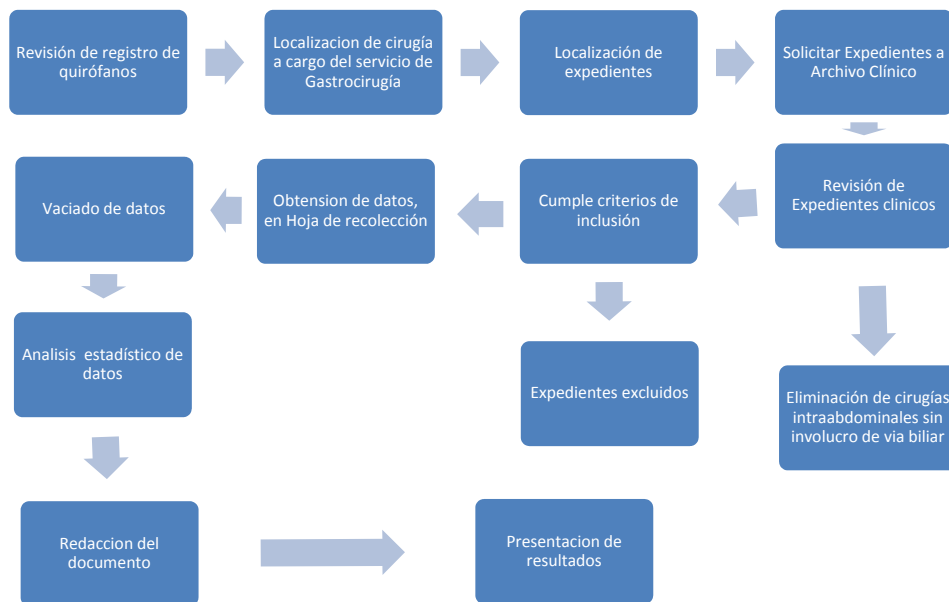 Revisión de registro de
quirófanos
Localizacion de cirugía
a cargo del servicio de
Gastrocirugía
Localización de
expedientes
Solicitar Expedientes a
Archivo Clínico
Revisión de
Expedientes clinicos
Cumple criterios de
inclusión
Obtension de datos,
en Hoja de recolección
Vaciado de datos
Eliminación de cirugías
intraabdominales sin
involucro de via biliar
Expedientes excluidos
Analisis  estadístico de
datos
Redaccion del
documento
Presentacion de
resultados